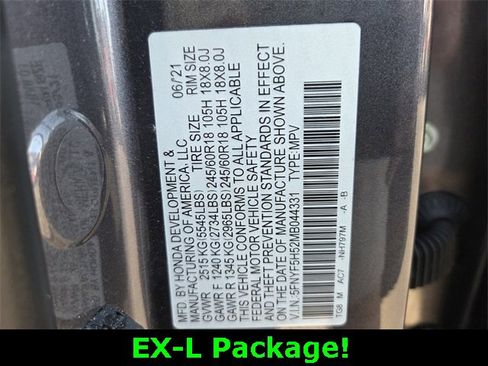 MFD. BY HONDA DEVELOPMENT & 06/21
MANUFACTURING OF AMERICA, LLC
TIRE SIZE RIM SIZE
GVWR 2515 KG(5545LBS)
GAWR F 1240 KG(2734LBS)245/60R18 105H 18X8.0J
GAWR R 1345 KG(2965LBS)245/60R18 105H 18X8.0J
THIS VEHICLE CONFORMS TO ALL APPLICABLE
FEDERAL MOTOR VEHICLE SAFETY
AND THEFT PREVENTION STANDARDS IN EFFECT
ON THE DATE OF MANUFACTURE SHOWN ABOVE.
V.I.N. 5FNYF5H52MB044331 TYPE:MPV
TG8 M AC7 -NH797M -A -B
EX-L Package!